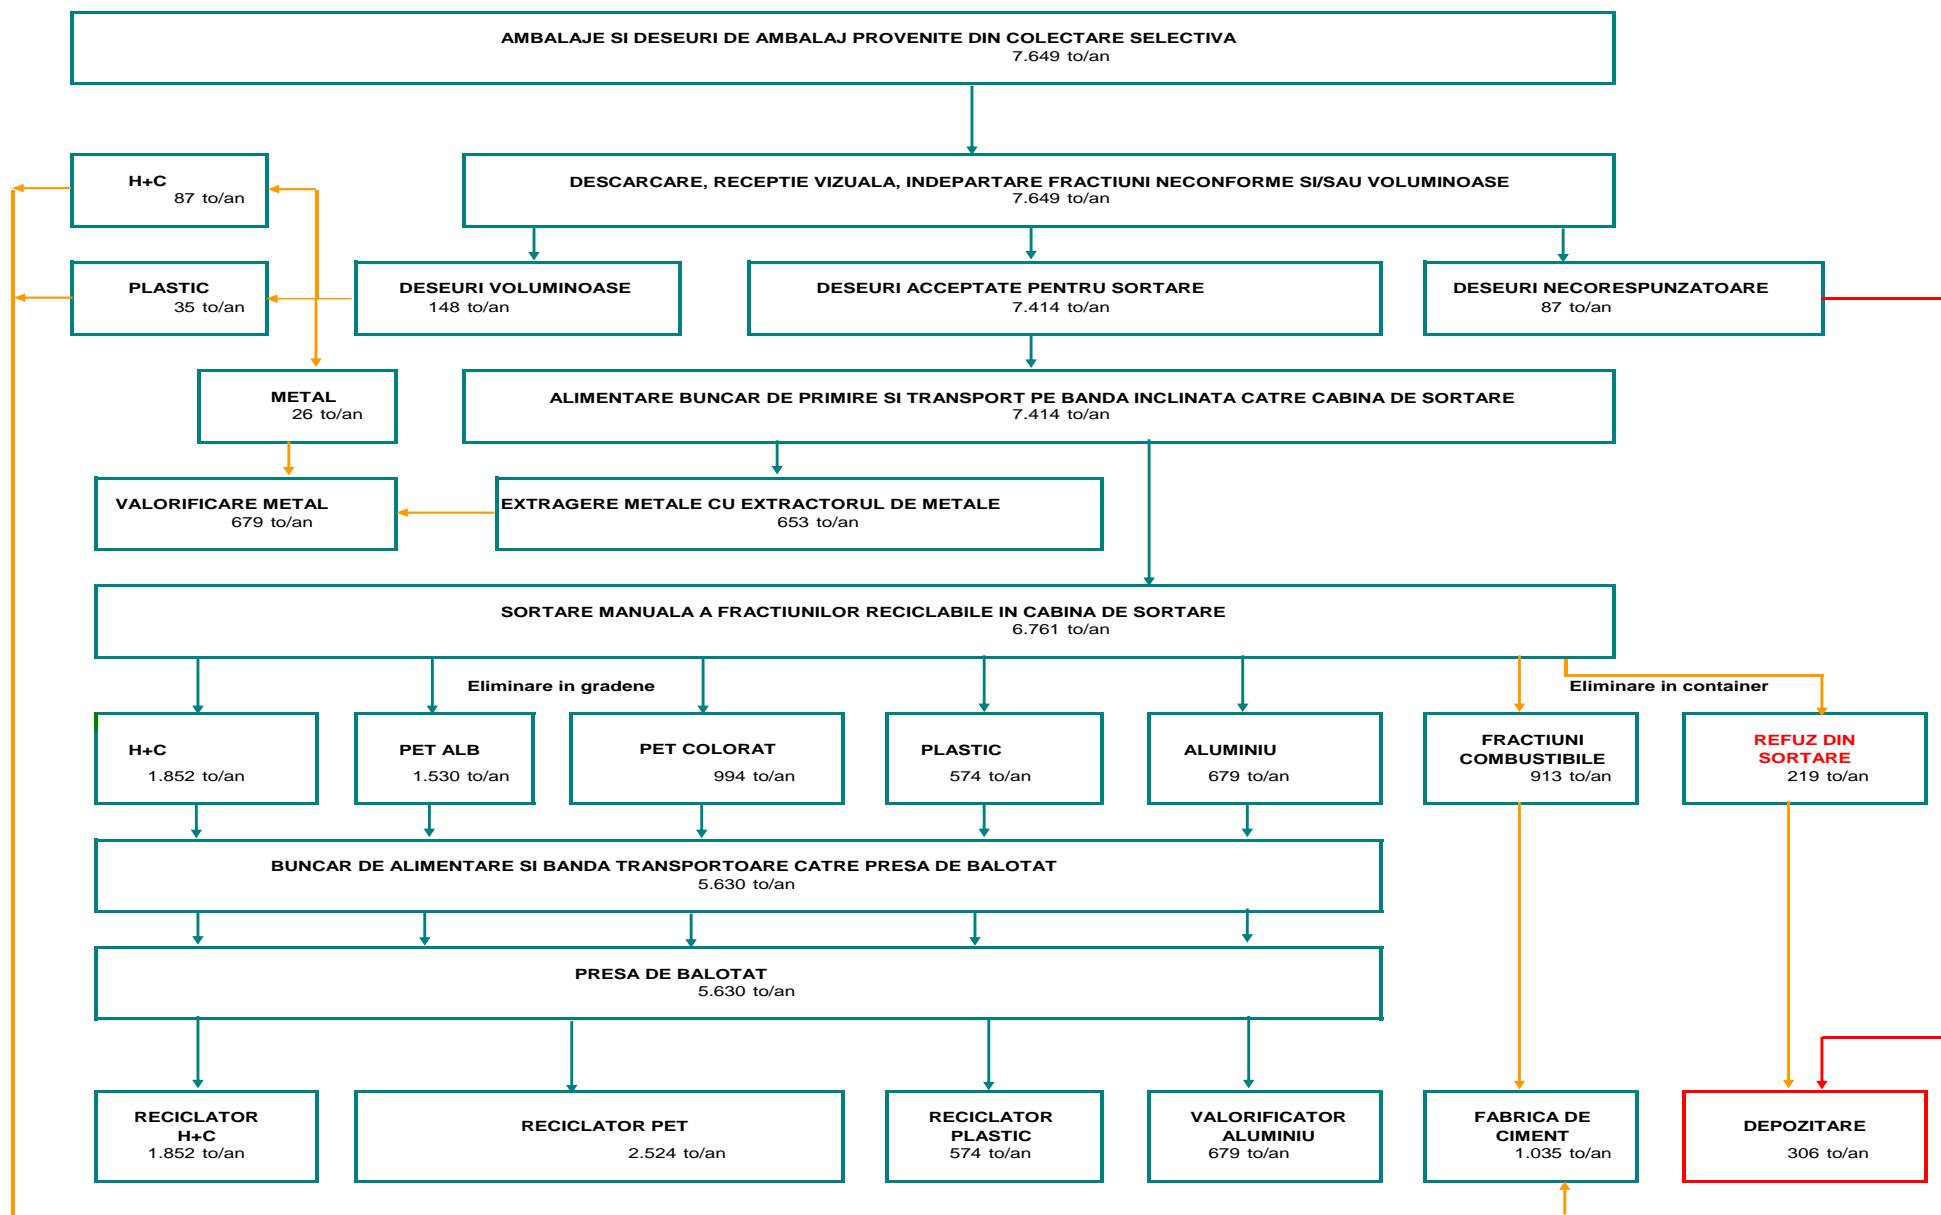 AMBALAJE SI DESEURI DE AMBALAJ PROVENITE DIN COLECTARE SELECTIVA
7.649 to/an
H+C
87 to/an
DESCARCARE, RECEPTIE VIZUALA, INDEPARTARE FRACTIUNI NECONFORME SI/SAU VOLUMINOASE
7.649 to/an
PLASTIC
35 to/an
DESEURI VOLUMINOASE
148 to/an
DESEURI ACCEPTATE PENTRU SORTARE
7.414 to/an
DESEURI NECORESPUNZATOARE
87 to/an
METAL
26 to/an
ALIMENTARE BUNCAR DE PRIMIRE SI TRANSPORT PE BANDA INCLINATA CATRE CABINA DE SORTARE
7.414 to/an
VALORIFICARE METAL
679 to/an
EXTRAGERE METALE CU EXTRACTORUL DE METALE
653 to/an
SORTARE MANUALA A FRACTIUNILOR RECICLABILE IN CABINA DE SORTARE
6.761 to/an
Eliminare in gradene
Eliminare in container
H+C
1.852 to/an
PET ALB
1.530 to/an
PET COLORAT
994 to/an
PLASTIC
574 to/an
ALUMINIU
679 to/an
FRACTIUNI
COMBUSTIBILE
913 to/an
REFUZ DIN
SORTARE
219 to/an
BUNCAR DE ALIMENTARE SI BANDA TRANSPORTOARE CATRE PRESA DE BALOTAT
5.630 to/an
PRESA DE BALOTAT
5.630 to/an
RECICLATOR
H+C
1.852 to/an
RECICLATOR PET
2.524 to/an
RECICLATOR
PLASTIC
574 to/an
VALORIFICATOR
ALUMINIU
679 to/an
FABRICA DE
CIMENT
1.035 to/an
DEPOZITARE
306 to/an